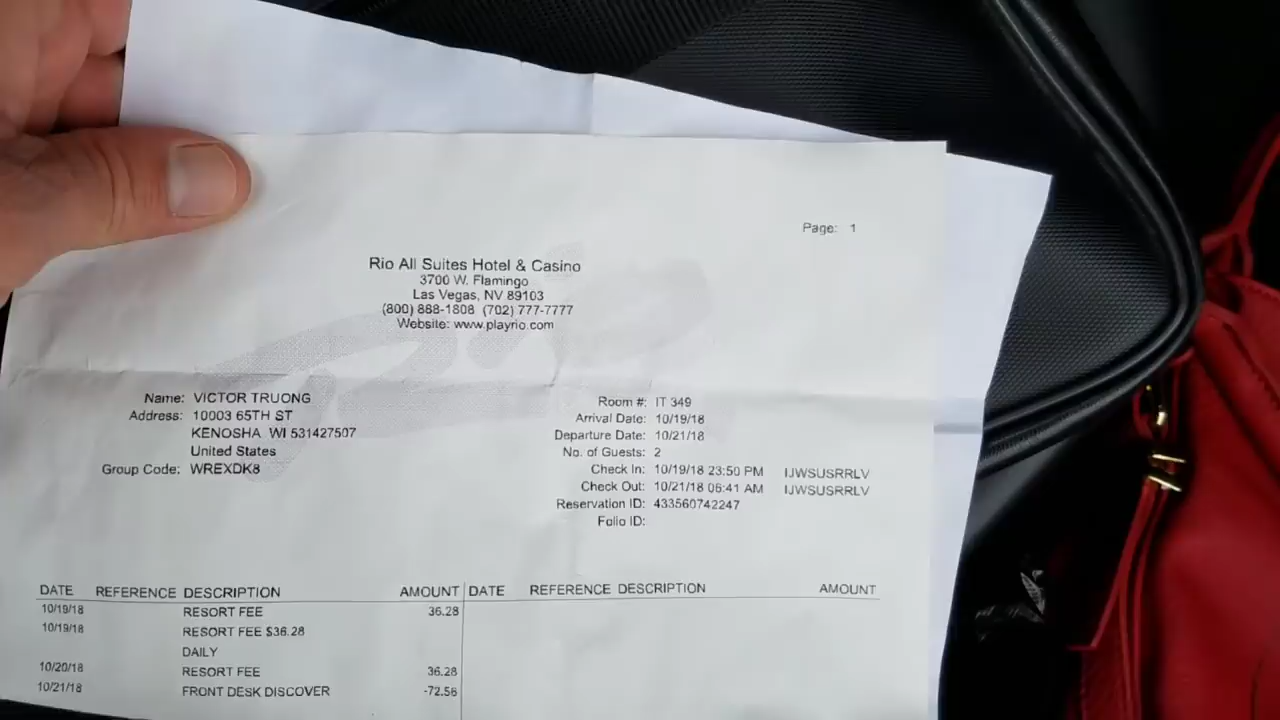 Page: 1
Rio All Suites Hotel & Casino
3700 W. Flamingo
Las Vegas, NV 89103
(800) 888-1808 (702) 777-7777
Website: www.playrio.com
Name: VICTOR TRUONG
Address: 10003 65TH ST
KENOSHA WI 531427507
United States
Group Code: WREXDK8
Room #: IT 349
Arrival Date: 10/19/18
Departure Date: 10/21/18
No. of Guests: 2
Check In: 10/19/18 23:50 PM IJWSUSRRLV
Check Out: 10/21/18 06:41 AM IJWSUSRRLV
Reservation ID: 433560742247
Folio ID:
DATE REFERENCE DESCRIPTION AMOUNT DATE REFERENCE DESCRIPTION AMOUNT
10/19/18 RESORT FEE 36.28
10/19/18 RESORT FEE $36.28
DAILY
10/20/18 RESORT FEE 36.28
10/21/18 FRONT DESK DISCOVER -72.56